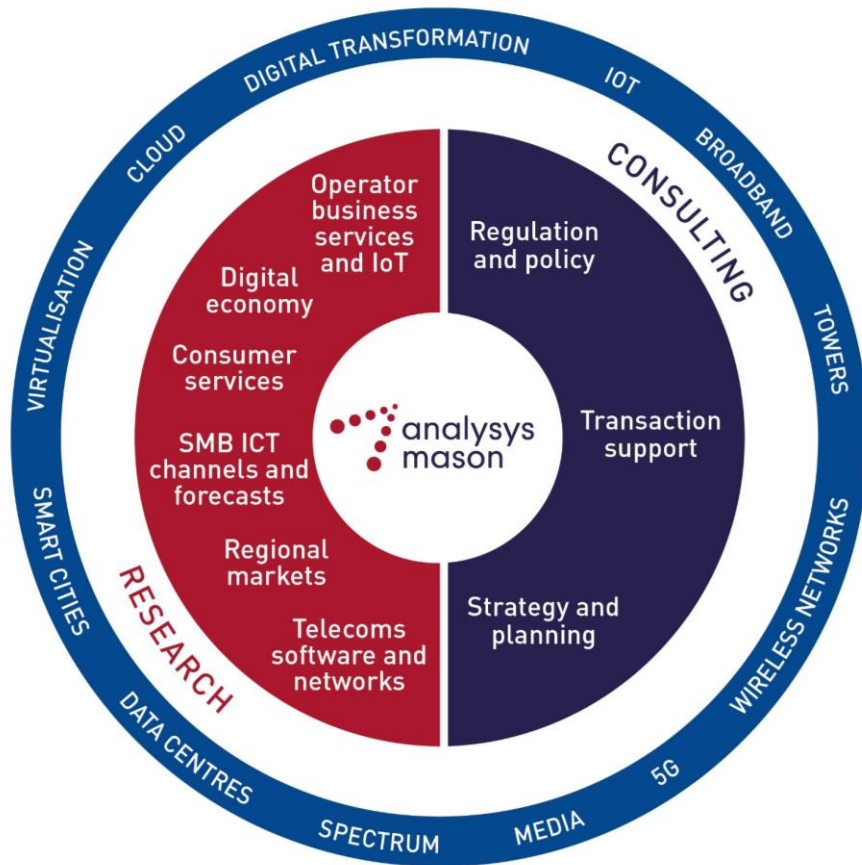 DIGITAL TRANSFORMATION
IOT
BROADBAND
TOWERS
WIRELESS NETWORKS
5G
MEDIA
SPECTRUM
DATA CENTRES
SMART CITIES
VIRTUALISATION
CLOUD
CONSULTING
Regulation
and policy
Transaction
support
Strategy and
planning
RESEARCH
Operator
business
services
and IoT
Digital
economy
Consumer
services
SMB ICT
channels and
forecasts
Regional
markets
Telecoms
software and
networks
analysys
mason